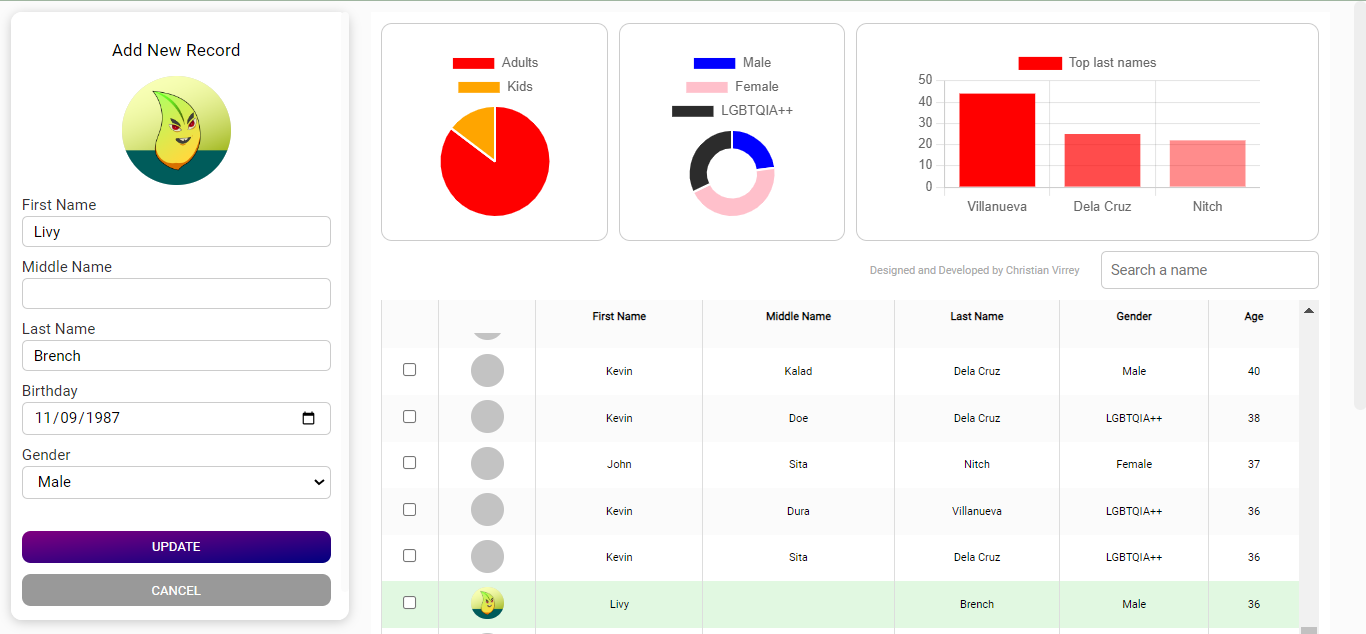 Add New Record
First Name
Livy
Middle Name
Last Name
Brench
Birthday
11/09/1987
Gender
Male
UPDATE
CANCEL
Adults
Kids
Male
Female
LGBTQIA++
Top last names
50
40
30
20
10
0
Villanueva Dela Cruz Nitch
Designed and Developed by Christian Virrey
Search a name
First Name Middle Name Last Name Gender Age
Kevin Kalad Dela Cruz Male 40
Kevin Doe Dela Cruz LGBTQIA++ 38
John Sita Nitch Female 37
Kevin Dura Villanueva LGBTQIA++ 36
Kevin Sita Dela Cruz LGBTQIA++ 36
Livy Brench Male 36